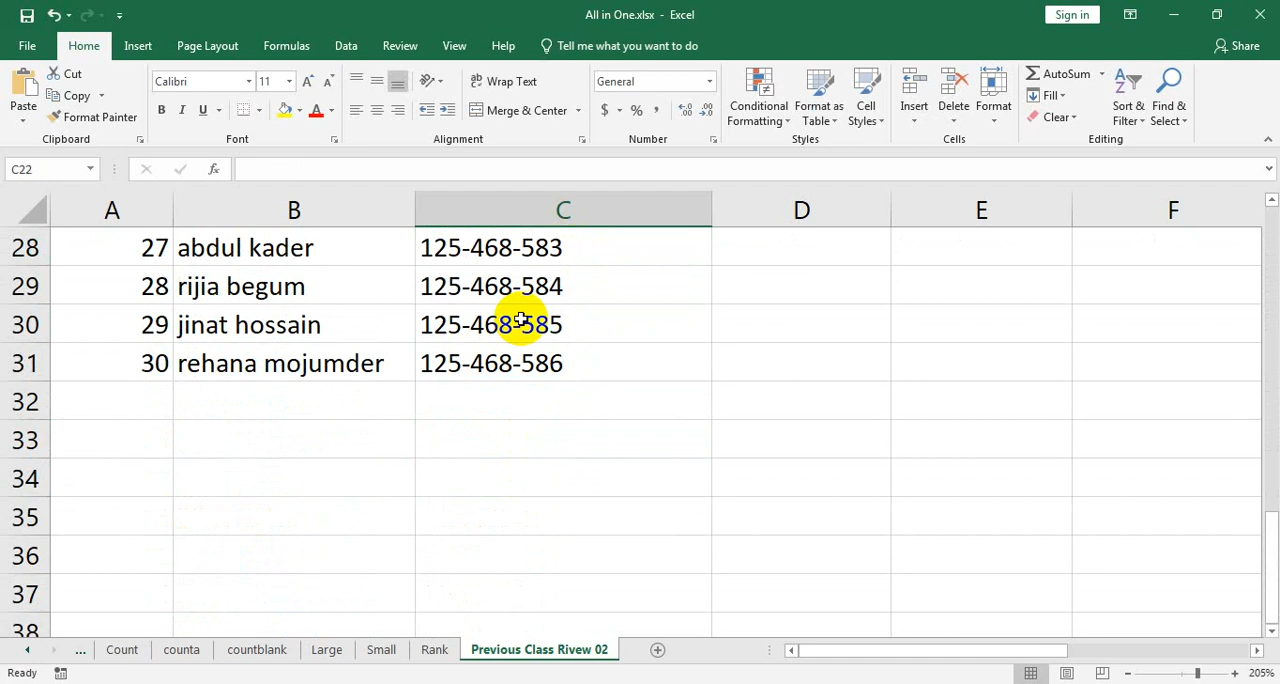 All in One.xlsx - Excel
Sign in
File Home Insert Page Layout Formulas Data Review View Help Tell me what you want to do Share
Paste
Cut
Copy
Format Painter
Clipboard
Calibri 11
B I U
Font
Wrap Text
Merge & Center
Alignment
General
$ % ,
Number
Conditional Formatting
Format as Table
Cell Styles
Styles
Insert Delete Format
Cells
AutoSum
Fill
Clear
Sort & Filter
Find & Select
Editing
C22 fx
A B C D E F
28 27 abdul kader 125-468-583
29 28 rijia begum 125-468-584
30 29 jinat hossain 125-468-585
31 30 rehana mojumder 125-468-586
32
33
34
35
36
37
38
... Count counta countblank Large Small Rank Previous Class Rivew 02
Ready 205%